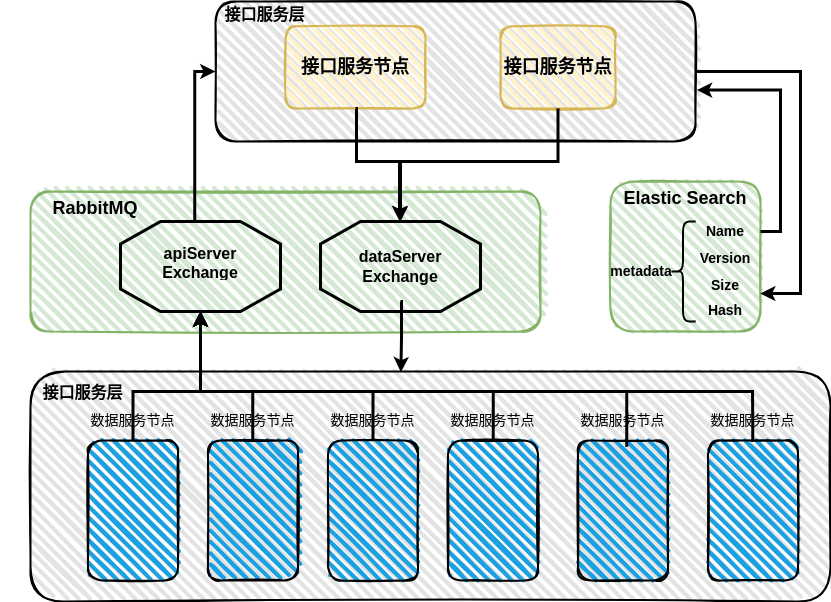 接口服务层
接口服务节点
接口服务节点
RabbitMQ
apiServer
Exchange
dataServer
Exchange
Elastic Search
metadata
Name
Version
Size
Hash
接口服务层
数据服务节点
数据服务节点
数据服务节点
数据服务节点
数据服务节点
数据服务节点